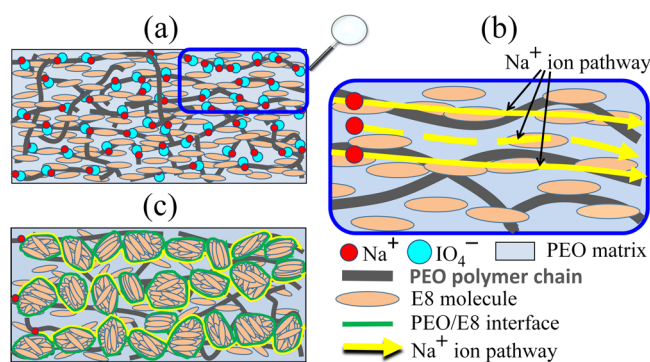 (a)
(b)
Na⁺ ion pathway
(c)
Na⁺ IO₄⁻ PEO matrix
PEO polymer chain
E8 molecule
PEO/E8 interface
Na⁺ ion pathway